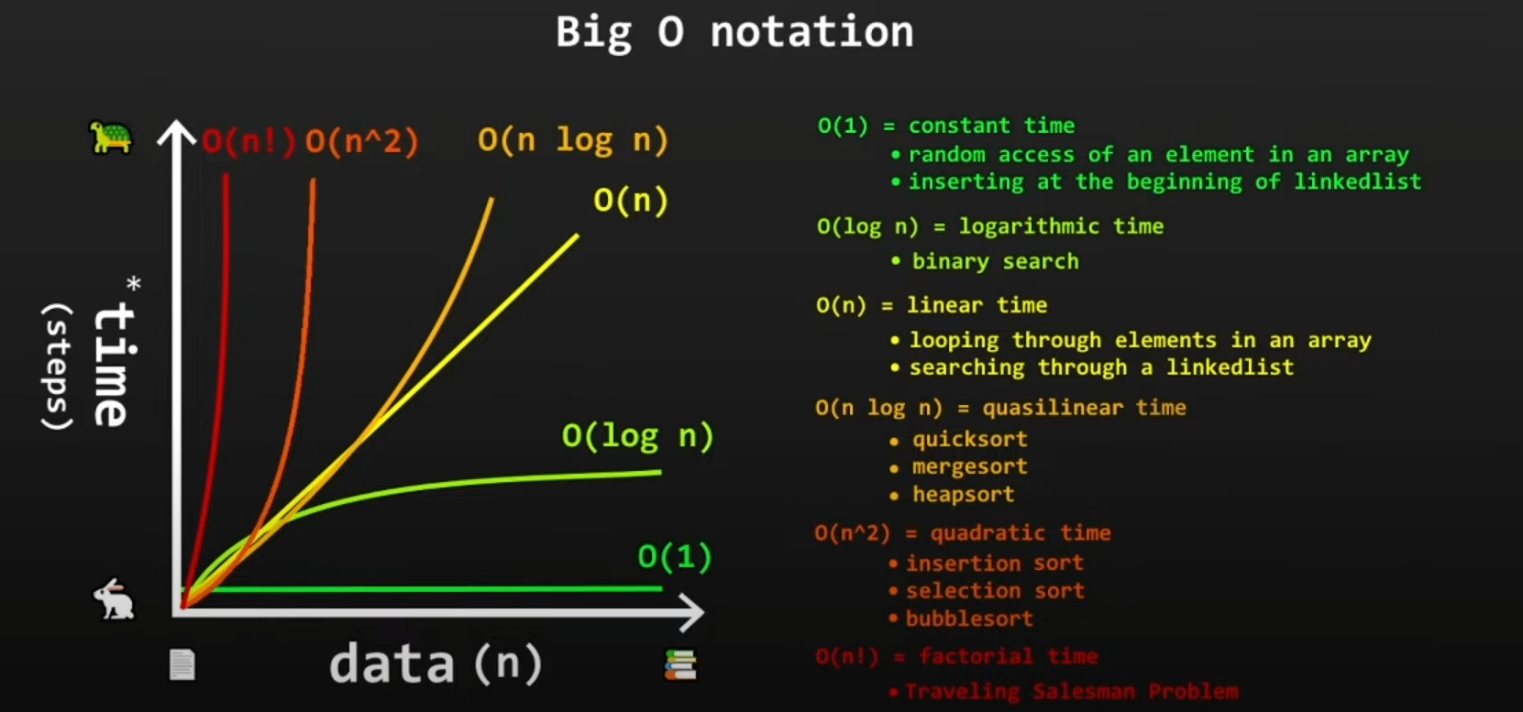 Big O notation
O(n!)
O(n^2)
O(n log n)
O(n)
O(log n)
O(1)
*
time
(steps)
data (n)
O(1) = constant time
• random access of an element in an array
• inserting at the beginning of linkedlist
O(log n) = logarithmic time
• binary search
O(n) = linear time
• looping through elements in an array
• searching through a linkedlist
O(n log n) = quasilinear time
• quicksort
• mergesort
• heapsort
O(n^2) = quadratic time
• insertion sort
• selection sort
• bubblesort
O(n!) = factorial time
• Traveling Salesman Problem